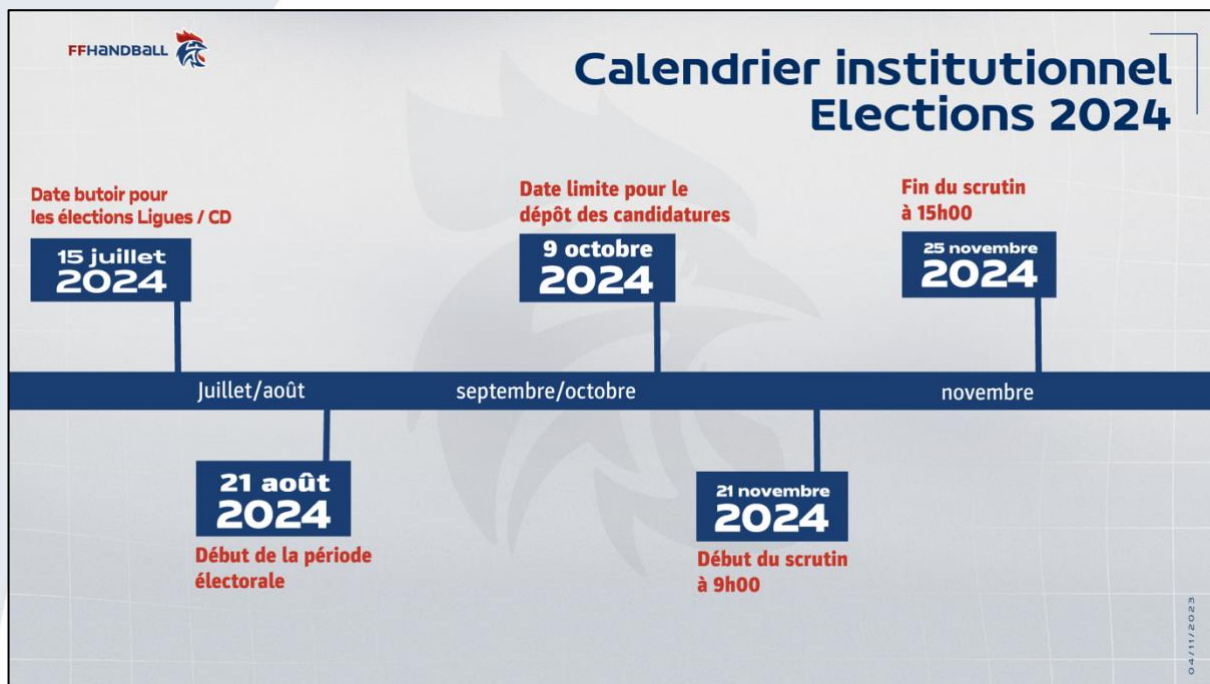 FFHANDBALL
Calendrier institutionnel
Elections 2024
Date butoir pour
les élections Ligues / CD
15 juillet
2024
Date limite pour le
dépôt des candidatures
9 octobre
2024
Fin du scrutin
à 15h00
25 novembre
2024
Juillet/août
septembre/octobre
novembre
21 août
2024
Début de la période
électorale
21 novembre
2024
Début du scrutin
à 9h00
04/11/2023